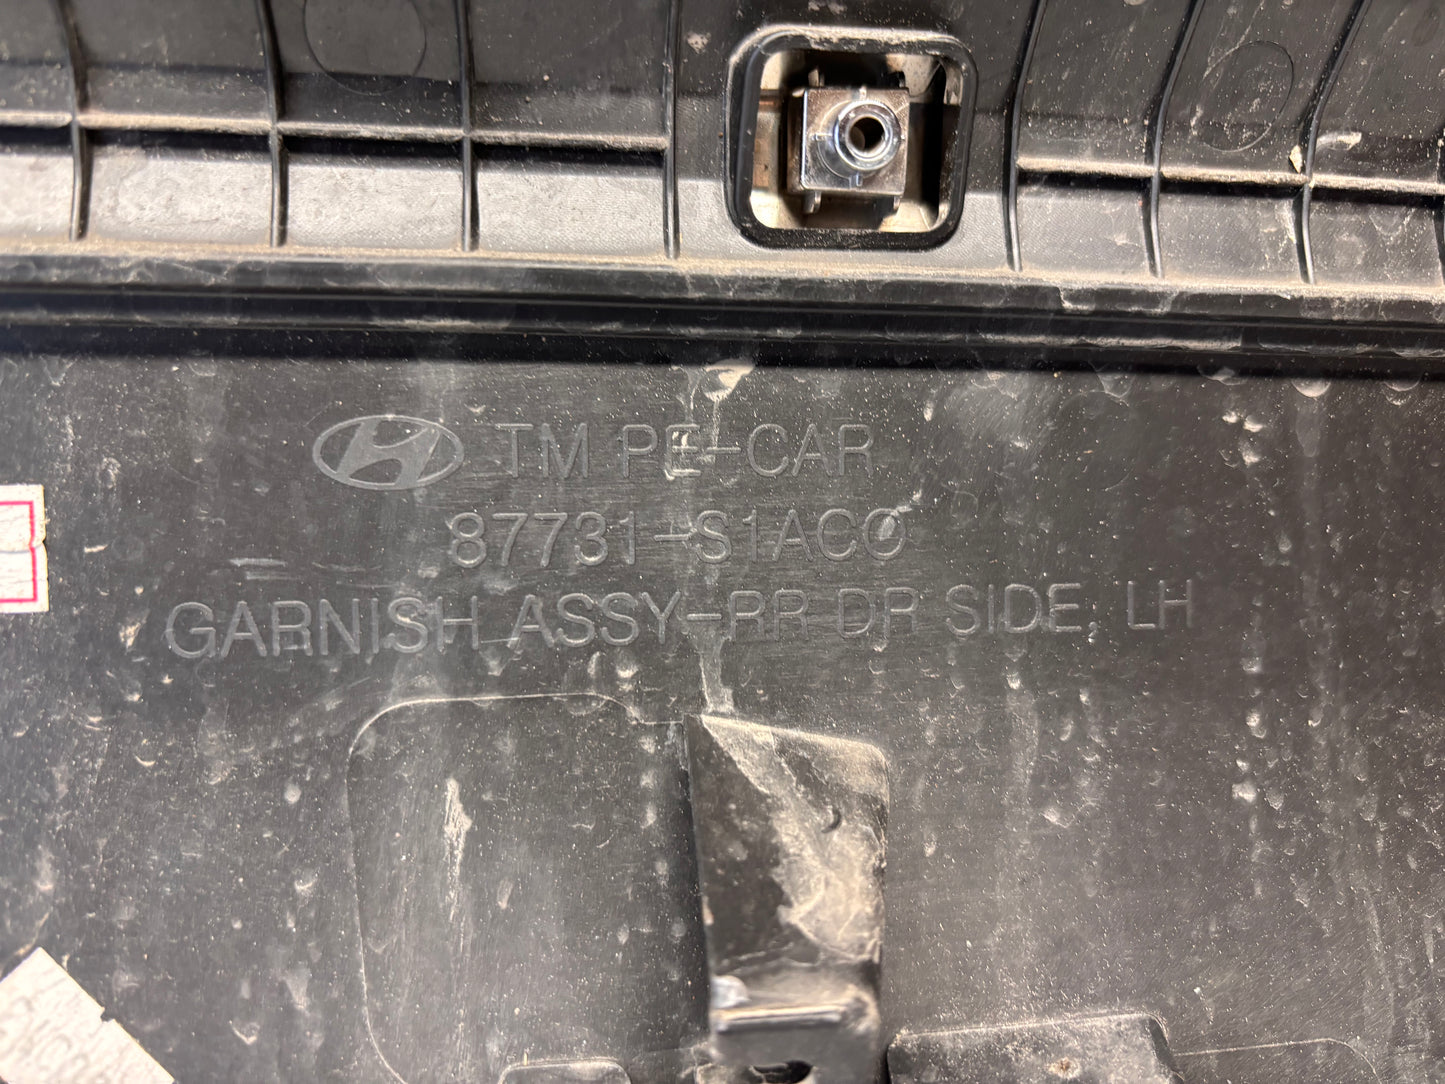 TM PE-CAR
87731-S1AC0
GARNISH ASSY-RR DR SIDE, LH